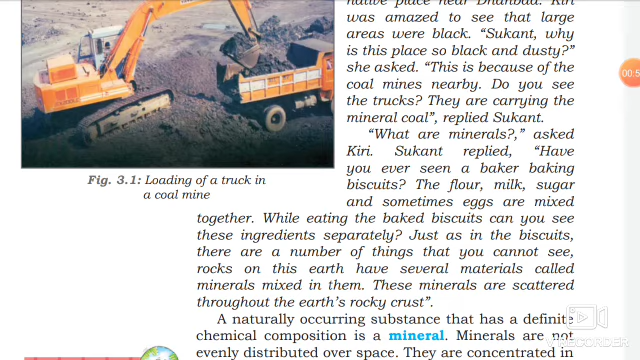 native place near Dhanbad. Kiri
was amazed to see that large
areas were black. “Sukant, why
is this place so black and dusty?”
she asked. “This is because of the
coal mines nearby. Do you see
the trucks? They are carrying the
mineral coal”, replied Sukant.
“What are minerals?,” asked
Kiri. Sukant replied, “Have
you ever seen a baker baking
biscuits? The flour, milk, sugar
and sometimes eggs are mixed
together. While eating the baked biscuits can you see
these ingredients separately? Just as in the biscuits,
there are a number of things that you cannot see,
rocks on this earth have several materials called
minerals mixed in them. These minerals are scattered
throughout the earth’s rocky crust”.
A naturally occurring substance that has a definite
chemical composition is a mineral. Minerals are not
evenly distributed over space. They are concentrated in
Fig. 3.1: Loading of a truck in
a coal mine
00:5